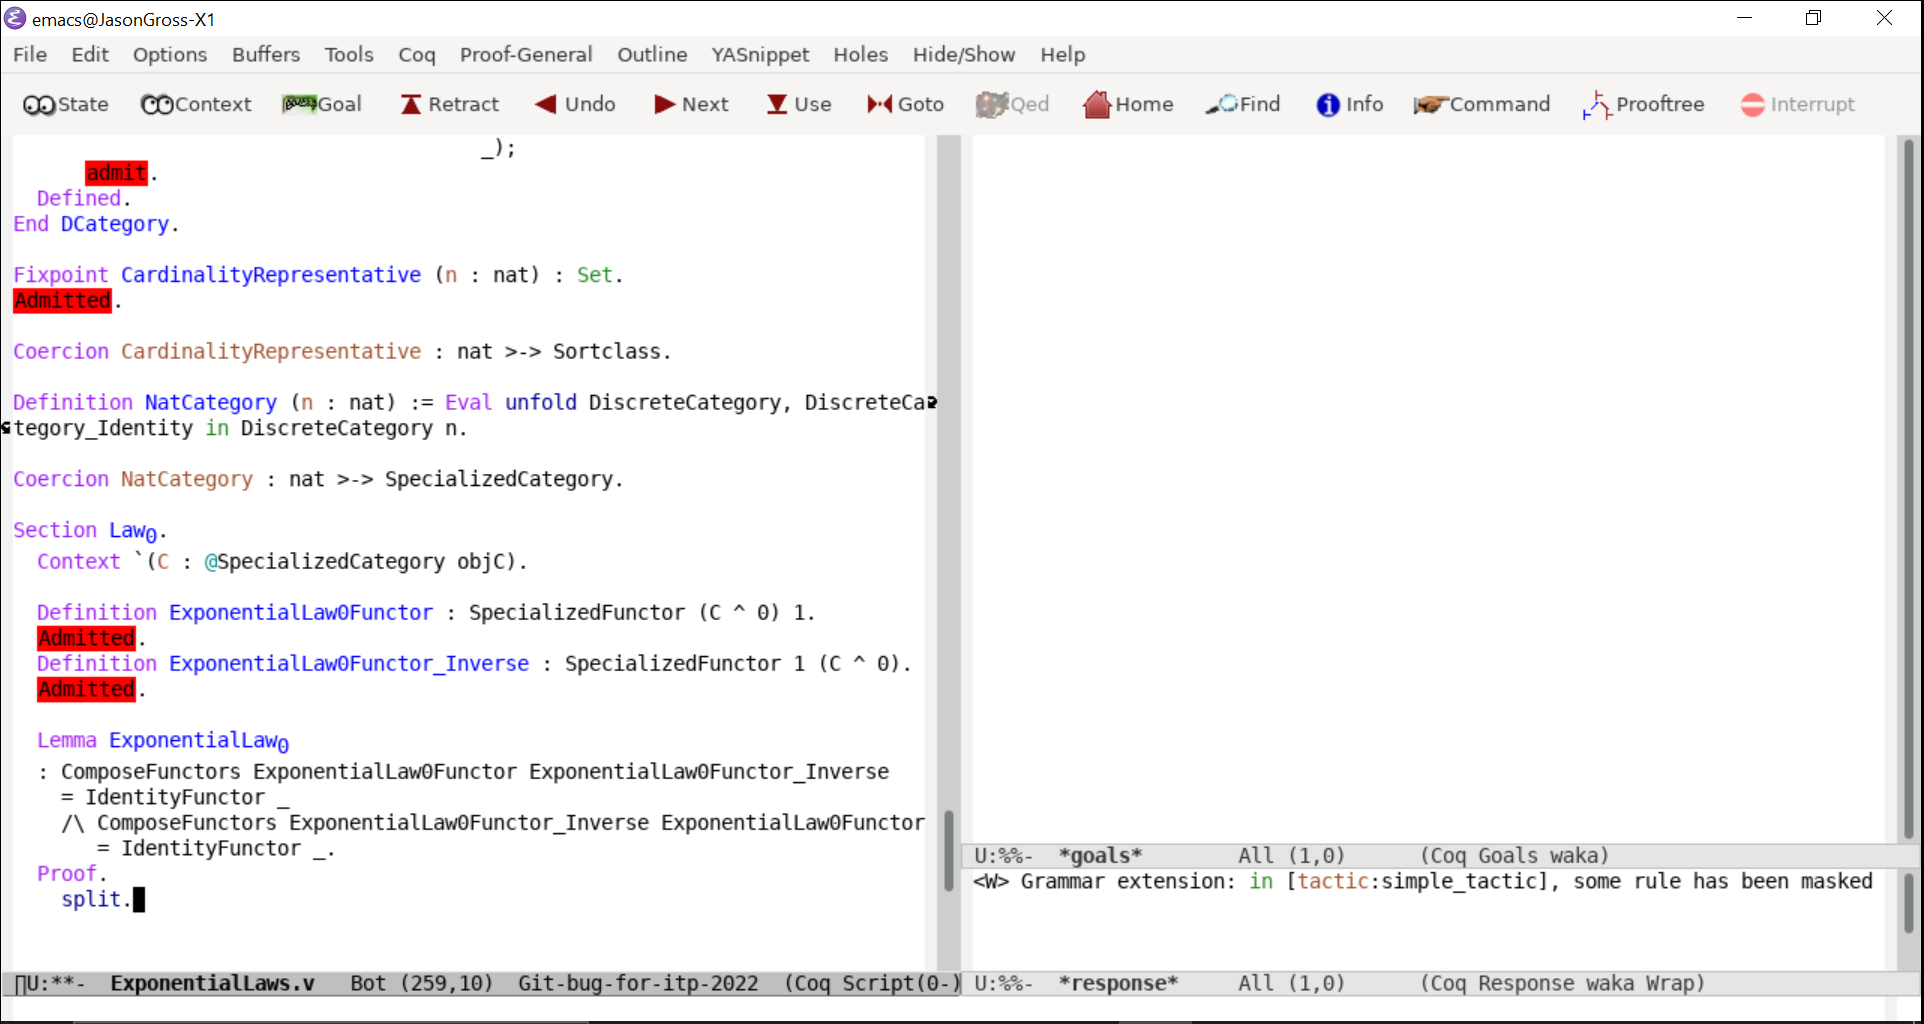 emacs@JasonGross-X1
File Edit Options Buffers Tools Coq Proof-General Outline YASnippet Holes Hide/Show Help
State Context Goal Retract Undo Next Use Goto Qed Home Find Info Command Prooftree Interrupt
_);
admit.
Defined.
End DCategory.
Fixpoint CardinalityRepresentative (n : nat) : Set.
Admitted.
Coercion CardinalityRepresentative : nat >-> Sortclass.
Definition NatCategory (n : nat) := Eval unfold DiscreteCategory, DiscreteCa
tegory_Identity in DiscreteCategory n.
Coercion NatCategory : nat >-> SpecializedCategory.
Section Law₀.
Context `(C : @SpecializedCategory objC).
Definition ExponentialLaw0Functor : SpecializedFunctor (C ^ 0) 1.
Admitted.
Definition ExponentialLaw0Functor_Inverse : SpecializedFunctor 1 (C ^ 0).
Admitted.
Lemma ExponentialLaw₀
: ComposeFunctors ExponentialLaw0Functor ExponentialLaw0Functor_Inverse
= IdentityFunctor _
/\ ComposeFunctors ExponentialLaw0Functor_Inverse ExponentialLaw0Functor
= IdentityFunctor _.
Proof.
split.
U:**-  ExponentialLaws.v   Bot (259,10)  Git-bug-for-itp-2022  (Coq Script(0-)
U:%%-  *goals*        All (1,0)      (Coq Goals waka)
<W> Grammar extension: in [tactic:simple_tactic], some rule has been masked
U:%%-  *response*     All (1,0)      (Coq Response waka Wrap)